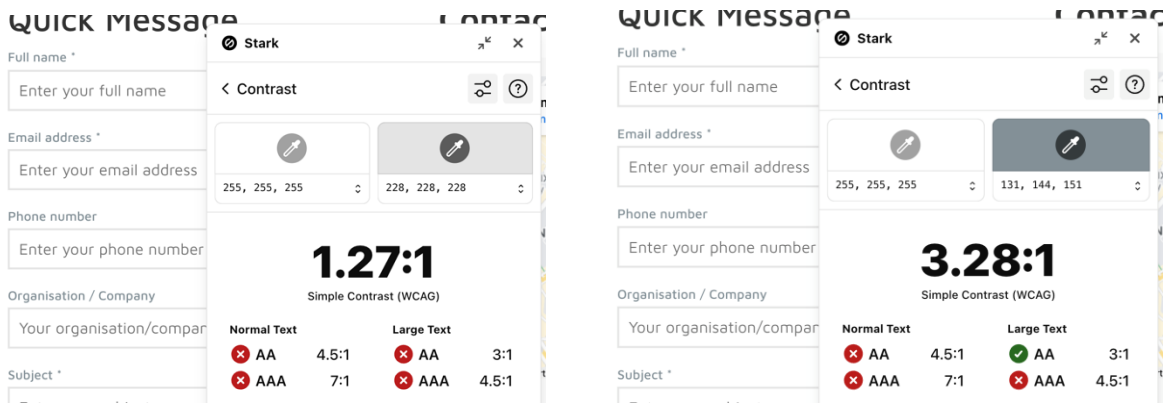 Quick Message
Full name *
Enter your full name
Email address *
Enter your email address
Phone number
Enter your phone number
Organisation / Company
Your organisation/compan
Subject *
Contac
Stark
Contrast
255, 255, 255
228, 228, 228
1.27:1
Simple Contrast (WCAG)
Normal Text
Large Text
AA 4.5:1
AA 3:1
AAA 7:1
AAA 4.5:1
Quick Message
Full name *
Enter your full name
Email address *
Enter your email address
Phone number
Enter your phone number
Organisation / Company
Your organisation/compar
Subject *
Contac
Stark
Contrast
255, 255, 255
131, 144, 151
3.28:1
Simple Contrast (WCAG)
Normal Text
Large Text
AA 4.5:1
AA 3:1
AAA 7:1
AAA 4.5:1